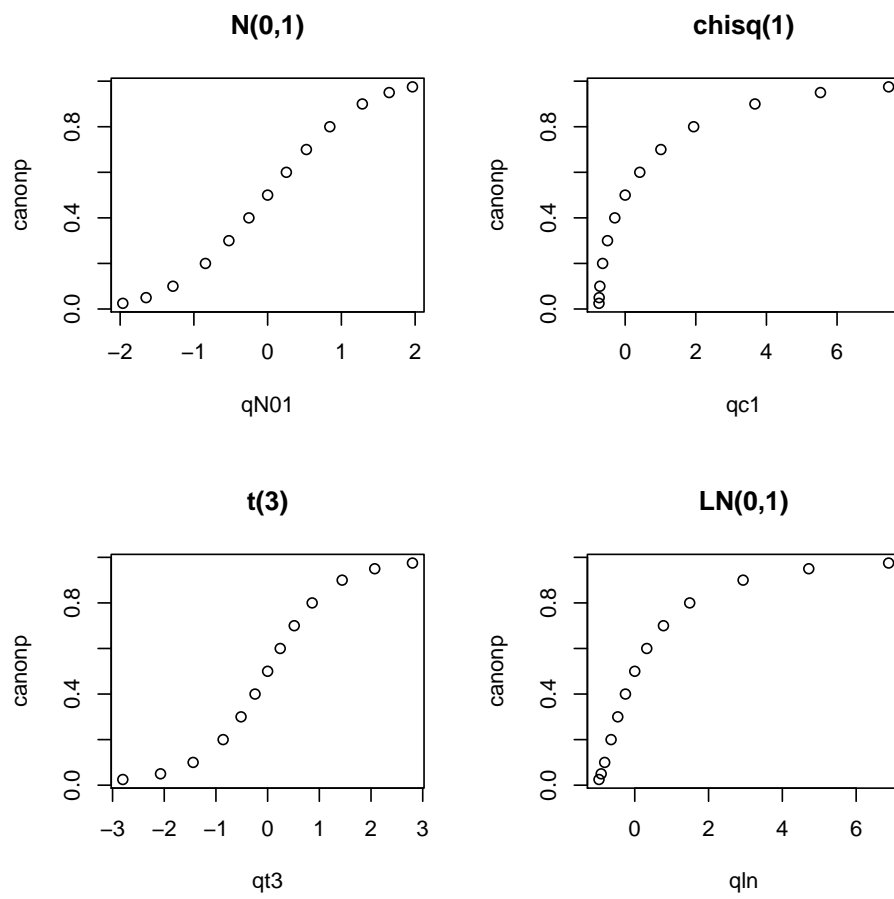 N(0,1)
canonp
0.0 0.4 0.8
−2 −1 0 1 2
qN01
chisq(1)
canonp
0.0 0.4 0.8
0 2 4 6
qc1
t(3)
canonp
0.0 0.4 0.8
−3 −2 −1 0 1 2 3
qt3
LN(0,1)
canonp
0.0 0.4 0.8
0 2 4 6
qln